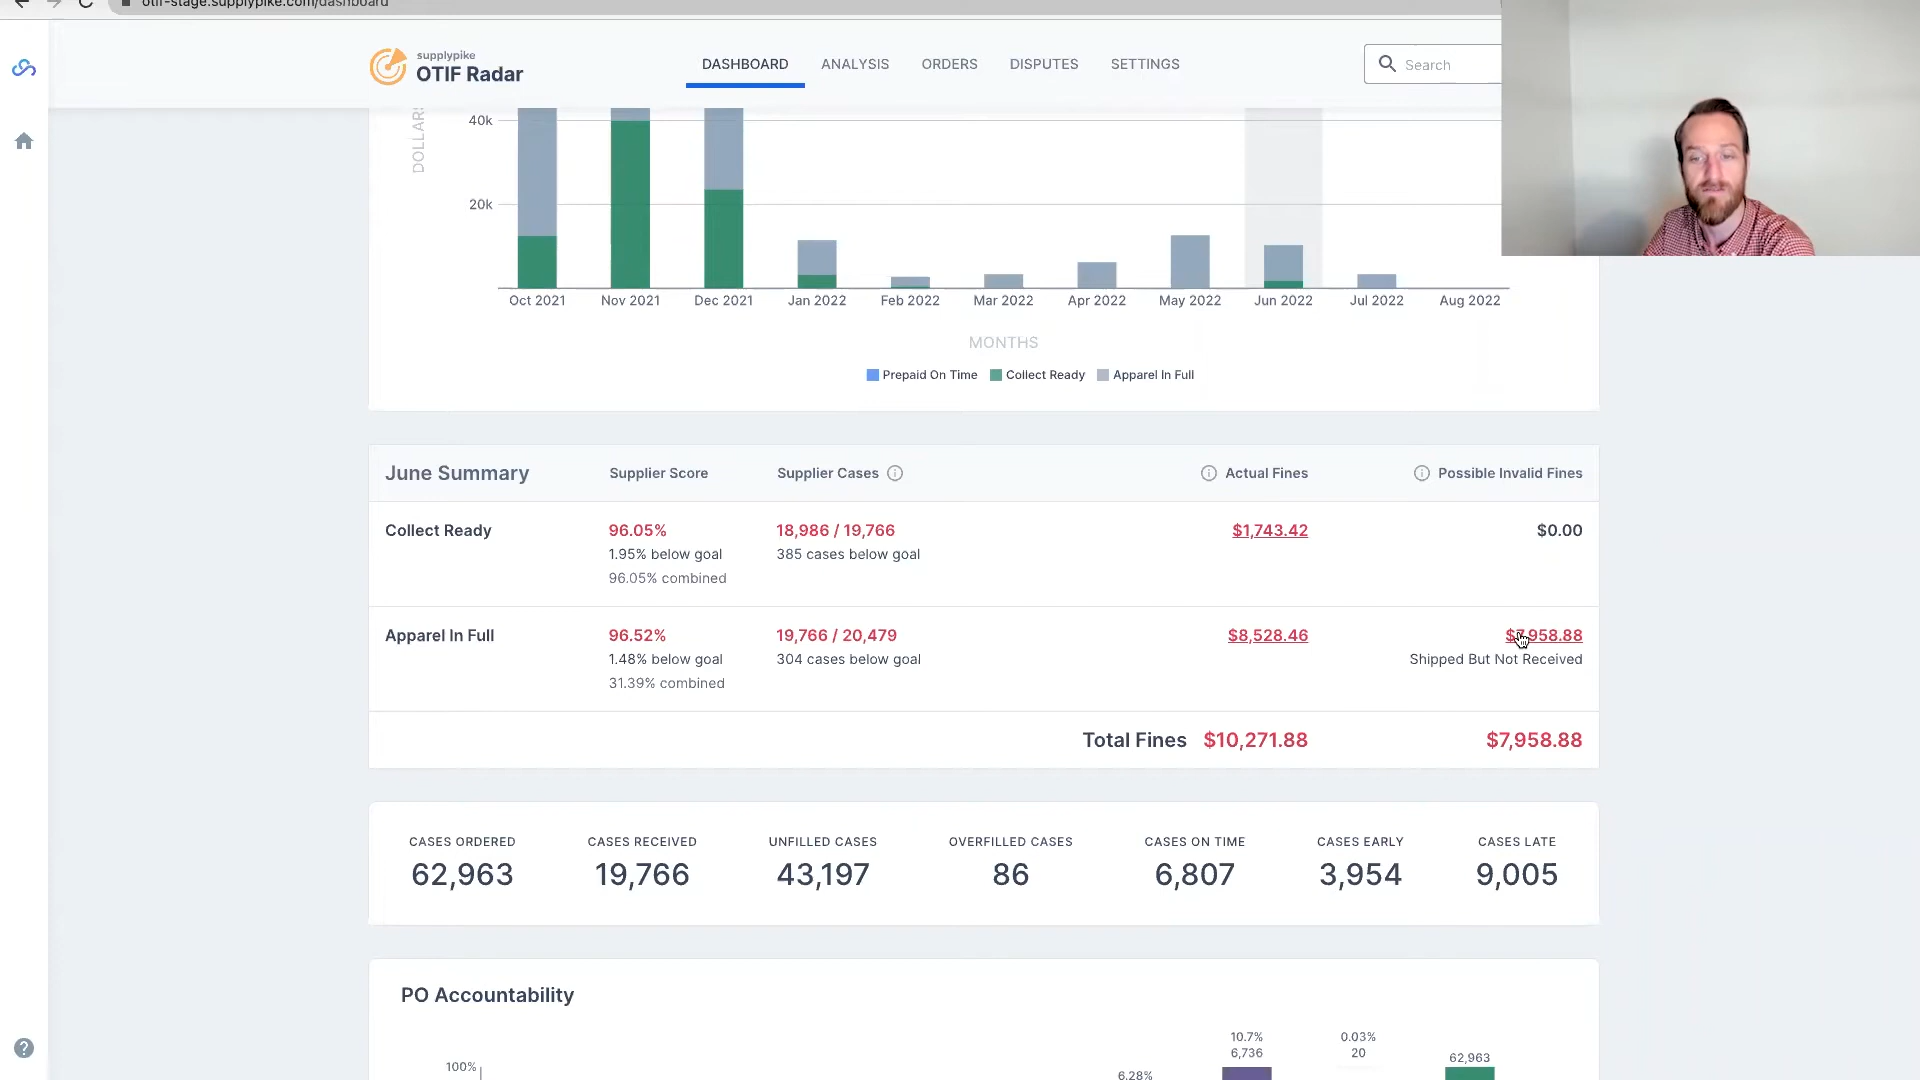 otif-stage.supplypike.com/dashboard
supplypike
OTIF Radar
DASHBOARD
ANALYSIS
ORDERS
DISPUTES
SETTINGS
Search
DOLLARS
40k
20k
Oct 2021
Nov 2021
Dec 2021
Jan 2022
Feb 2022
Mar 2022
Apr 2022
May 2022
Jun 2022
Jul 2022
Aug 2022
MONTHS
Prepaid On Time
Collect Ready
Apparel In Full
June Summary
Supplier Score
Supplier Cases
Actual Fines
Possible Invalid Fines
Collect Ready
96.05%
18,986 / 19,766
$1,743.42
$0.00
1.95% below goal
385 cases below goal
96.05% combined
Apparel In Full
96.52%
19,766 / 20,479
$8,528.46
$7,958.88
1.48% below goal
304 cases below goal
Shipped But Not Received
31.39% combined
Total Fines $10,271.88
$7,958.88
CASES ORDERED
62,963
CASES RECEIVED
19,766
UNFILLED CASES
43,197
OVERFILLED CASES
86
CASES ON TIME
6,807
CASES EARLY
3,954
CASES LATE
9,005
PO Accountability
100%
6.28%
10.7%
6,736
0.03%
20
62,963